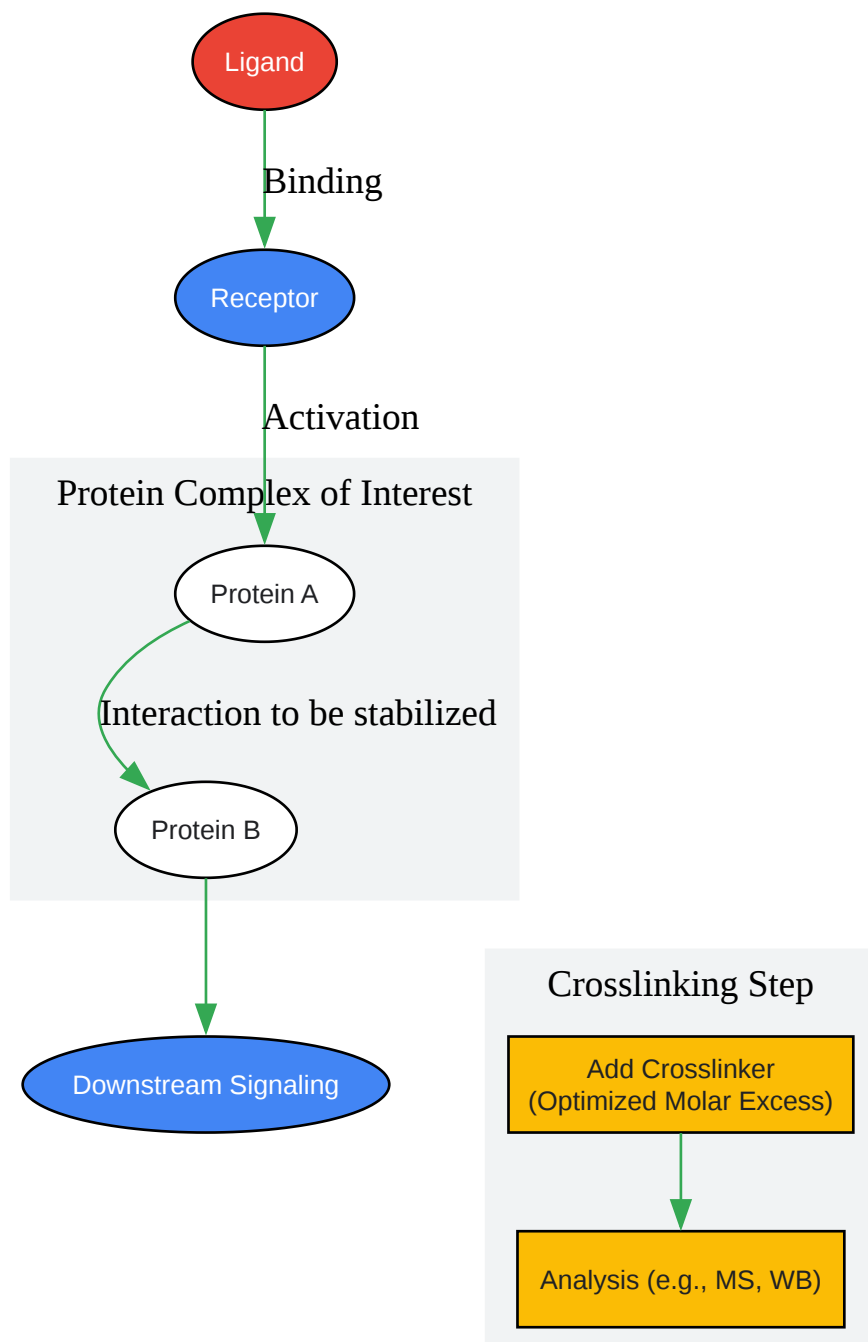 Ligand
Binding
Receptor
Activation
Protein Complex of Interest
Protein A
Interaction to be stabilized
Protein B
Downstream Signaling
Crosslinking Step
Add Crosslinker
(Optimized Molar Excess)
Analysis (e.g., MS, WB)